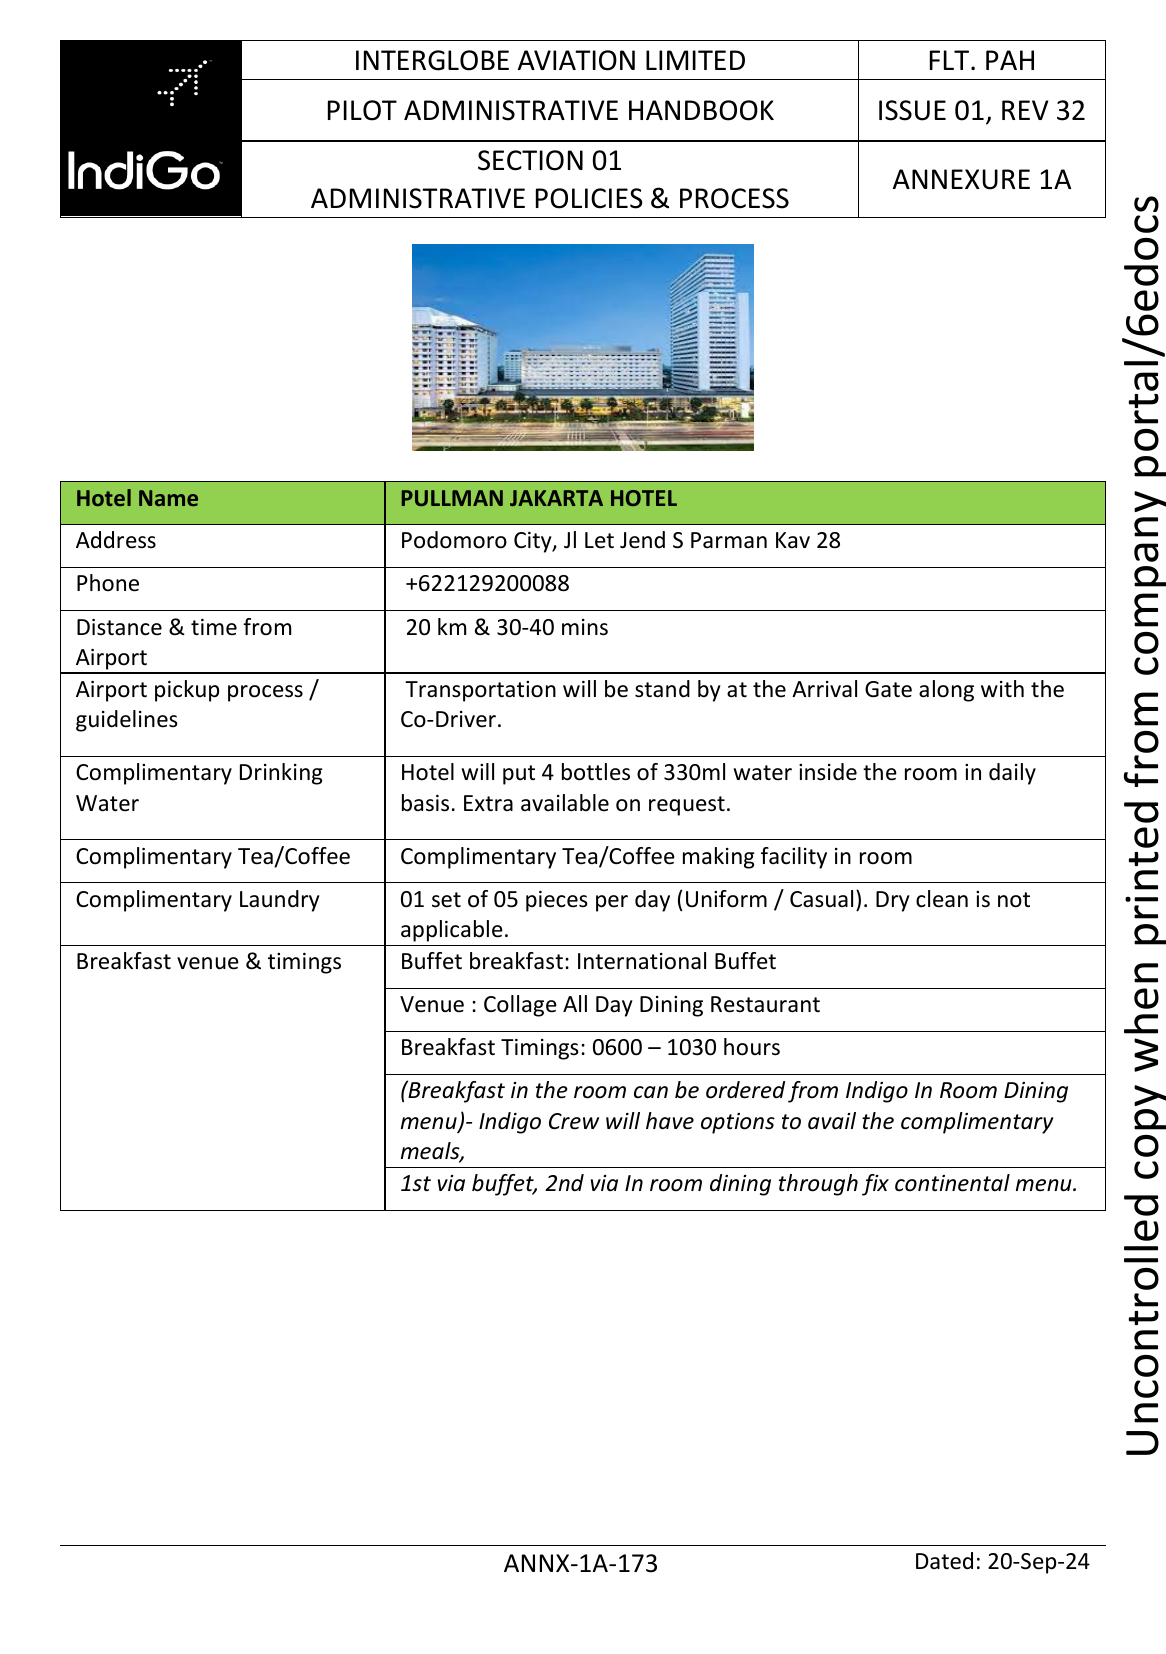 IndiGo
INTERGLOBE AVIATION LIMITED
FLT. PAH
PILOT ADMINISTRATIVE HANDBOOK
ISSUE 01, REV 32
SECTION 01
ADMINISTRATIVE POLICIES & PROCESS
ANNEXURE 1A
Hotel Name
PULLMAN JAKARTA HOTEL
Address
Podomoro City, Jl Let Jend S Parman Kav 28
Phone
+622129200088
Distance & time from
Airport
20 km & 30-40 mins
Airport pickup process /
guidelines
Transportation will be stand by at the Arrival Gate along with the
Co-Driver.
Complimentary Drinking
Water
Hotel will put 4 bottles of 330ml water inside the room in daily
basis. Extra available on request.
Complimentary Tea/Coffee
Complimentary Tea/Coffee making facility in room
Complimentary Laundry
01 set of 05 pieces per day (Uniform / Casual). Dry clean is not
applicable.
Breakfast venue & timings
Buffet breakfast: International Buffet
Venue : Collage All Day Dining Restaurant
Breakfast Timings: 0600 – 1030 hours
(Breakfast in the room can be ordered from Indigo In Room Dining
menu)- Indigo Crew will have options to avail the complimentary
meals,
1st via buffet, 2nd via In room dining through fix continental menu.
ANNX-1A-173
Dated: 20-Sep-24
Uncontrolled copy when printed from company portal/6edocs